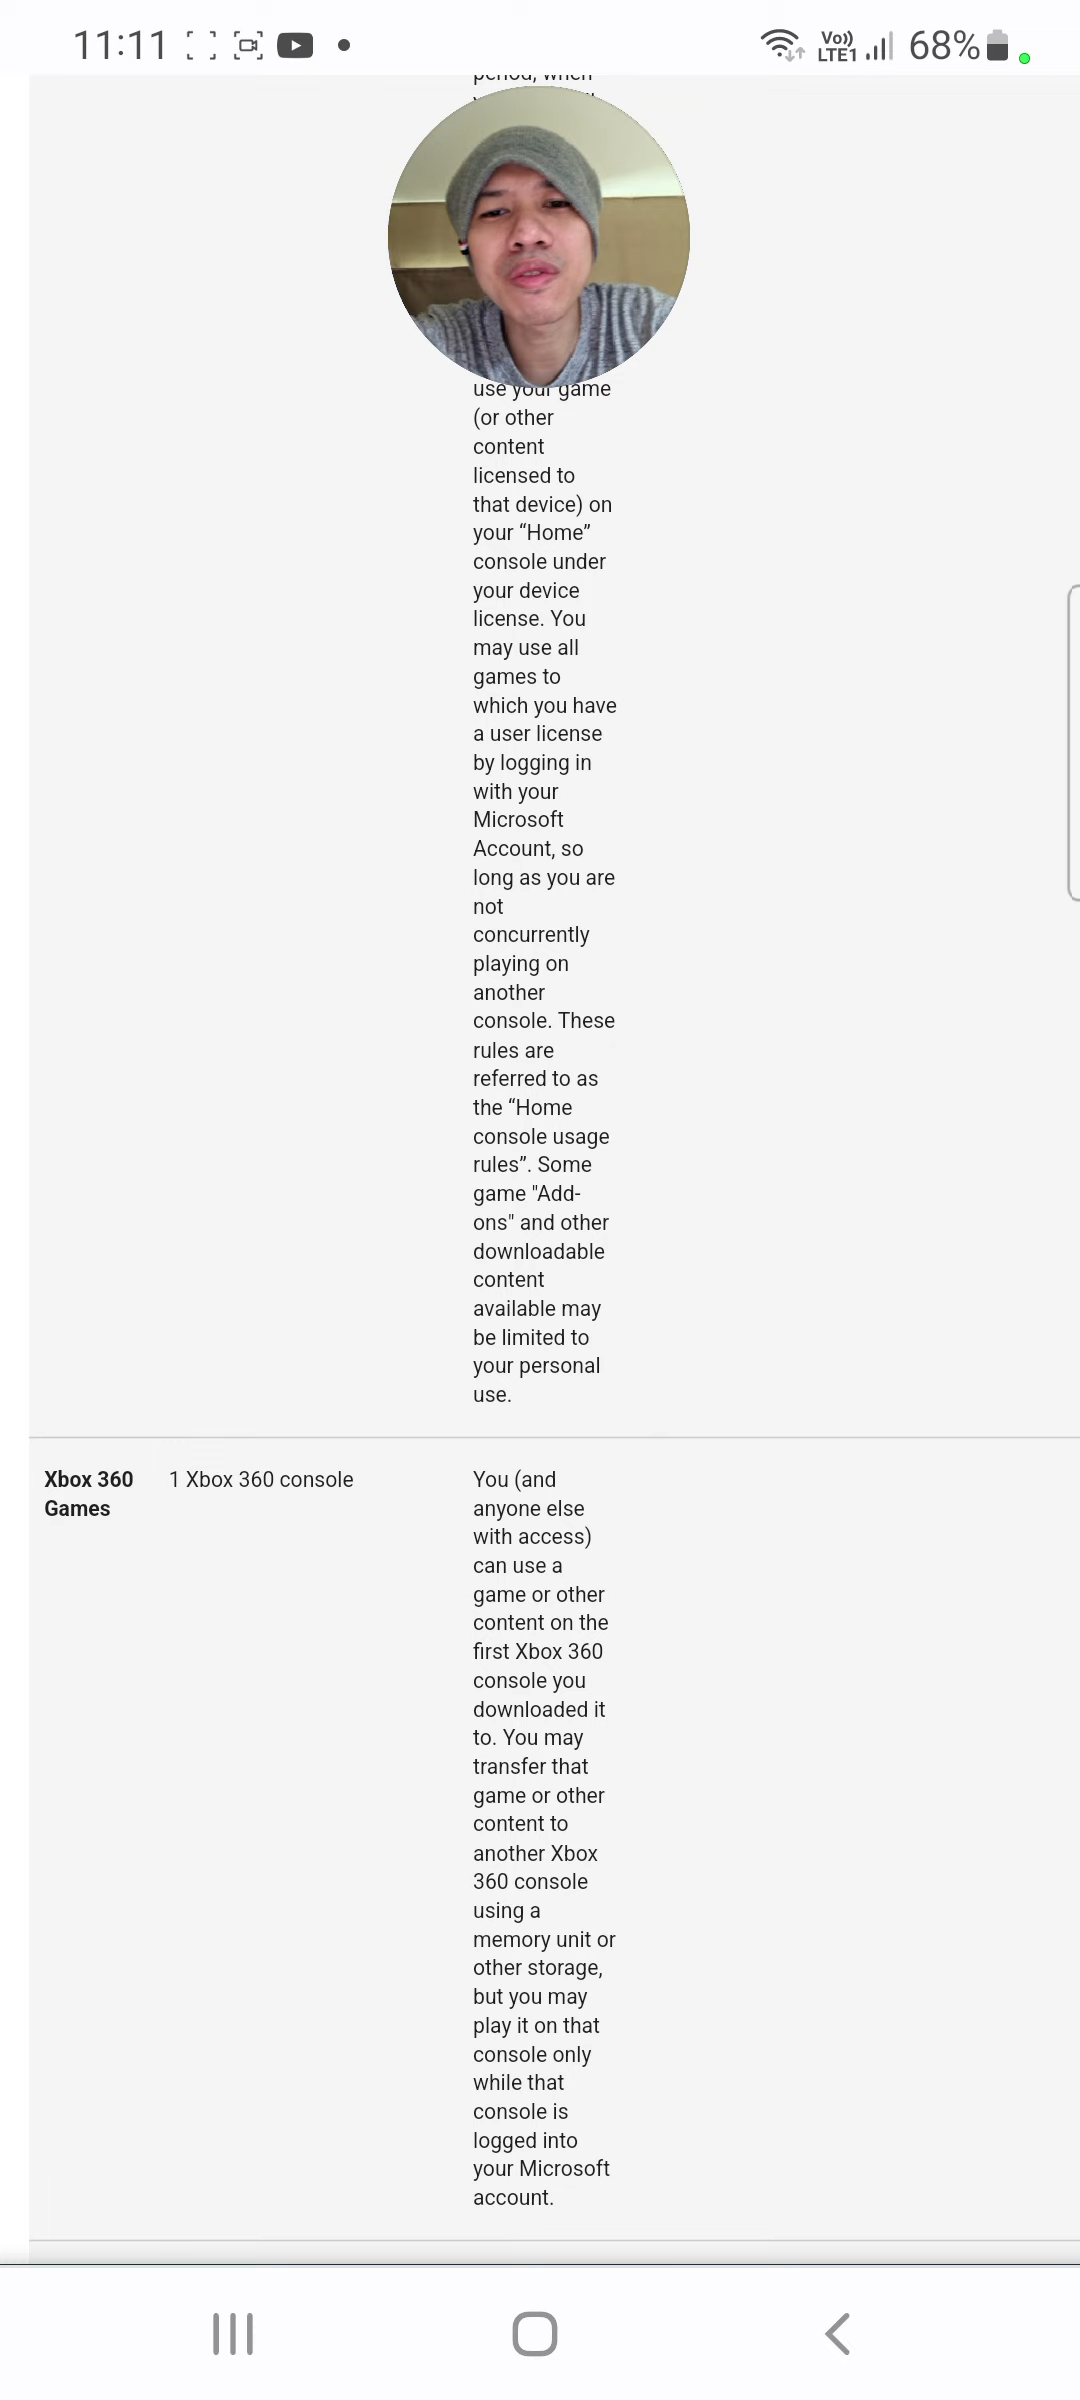 11:11
Vo)) LTE1 68%
period, when
use your game
(or other
content
licensed to
that device) on
your “Home”
console under
your device
license. You
may use all
games to
which you have
a user license
by logging in
with your
Microsoft
Account, so
long as you are
not
concurrently
playing on
another
console. These
rules are
referred to as
the “Home
console usage
rules”. Some
game "Add-
ons" and other
downloadable
content
available may
be limited to
your personal
use.
Xbox 360
Games
1 Xbox 360 console
You (and
anyone else
with access)
can use a
game or other
content on the
first Xbox 360
console you
downloaded it
to. You may
transfer that
game or other
content to
another Xbox
360 console
using a
memory unit or
other storage,
but you may
play it on that
console only
while that
console is
logged into
your Microsoft
account.